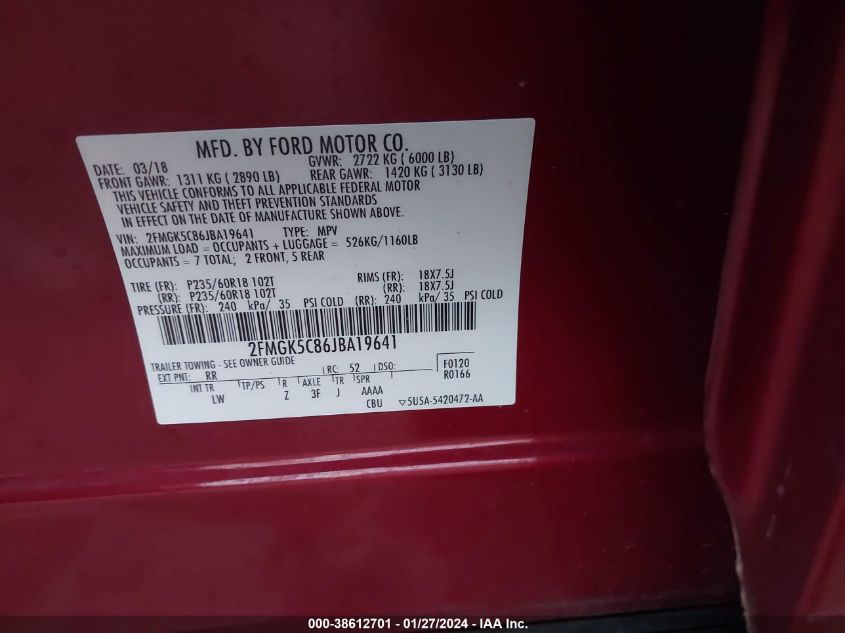 MFD. BY FORD MOTOR CO.
DATE: 03/18 GVWR: 2722 KG ( 6000 LB)
FRONT GAWR: 1311 KG ( 2890 LB) REAR GAWR: 1420 KG ( 3130 LB)
THIS VEHICLE CONFORMS TO ALL APPLICABLE FEDERAL MOTOR
VEHICLE SAFETY AND THEFT PREVENTION STANDARDS
IN EFFECT ON THE DATE OF MANUFACTURE SHOWN ABOVE.
VIN: 2FMGK5C86JBA19641 TYPE: MPV
MAXIMUM LOAD = OCCUPANTS + LUGGAGE = 526KG/1160LB
OCCUPANTS = 7 TOTAL; 2 FRONT, 5 REAR
TIRE (FR): P235/60R18 102T RIMS (FR): 18X7.5J
(RR): P235/60R18 102T (RR): 18X7.5J
PRESSURE (FR): 240 kPa/ 35 PSI COLD (RR): 240 kPa/ 35 PSI COLD
2FMGK5C86JBA19641
TRAILER TOWING - SEE OWNER GUIDE
EXT PNT: RR RC: 52 DSO: F0120
INT TR TP/PS R AXLE TR SPR R0166
LW Z 3F J AAAA
CBU ▽5U5A-5420472-AA
000-38612701 / 01/27/2024 - IAA Inc.